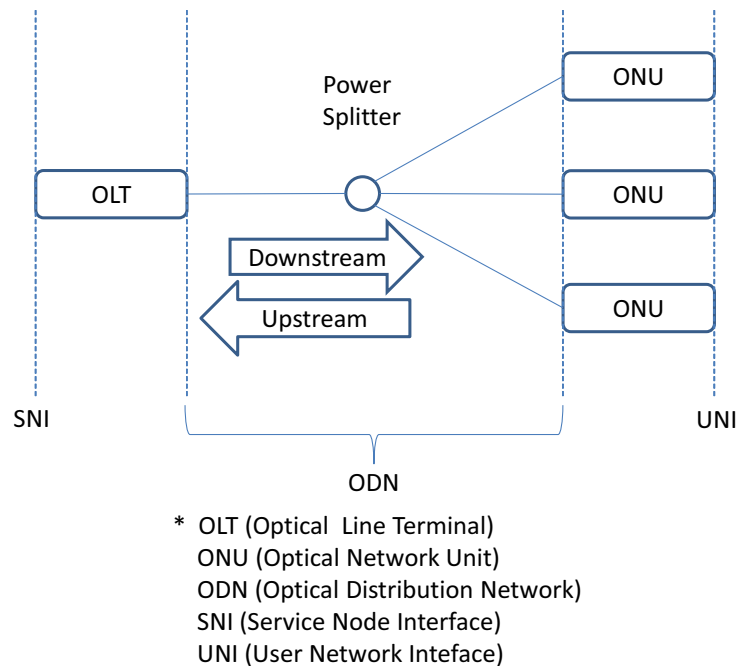 ONU
Power
Splitter
OLT
ONU
Downstream
Upstream
ONU
SNI
UNI
ODN
* OLT (Optical Line Terminal)
ONU (Optical Network Unit)
ODN (Optical Distribution Network)
SNI (Service Node Interface)
UNI (User Network Inteface)